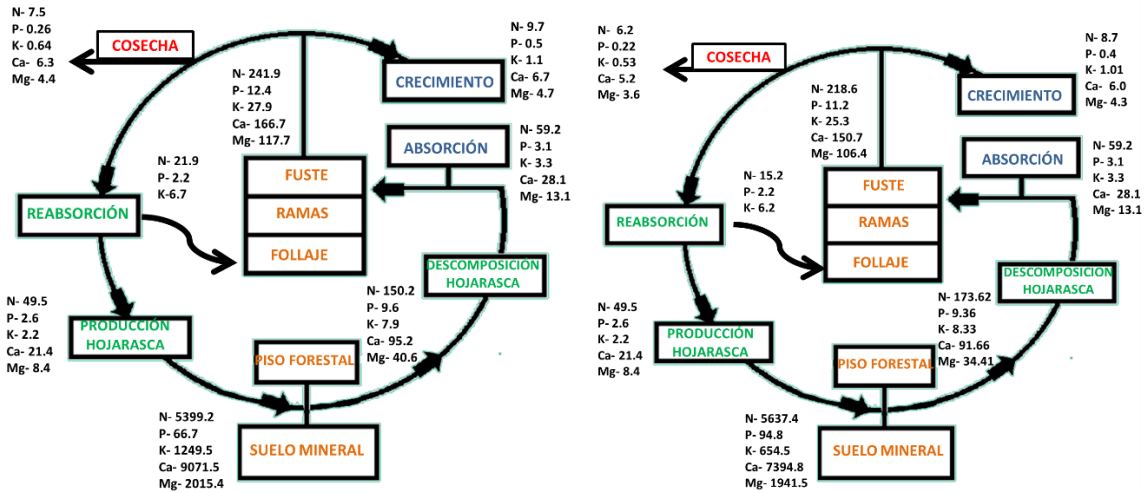 N- 7.5
P- 0.26
K- 0.64
Ca- 6.3
Mg- 4.4
COSECHA
N- 9.7
P- 0.5
K- 1.1
Ca- 6.7
Mg- 4.7
CRECIMIENTO
N- 241.9
P- 12.4
K- 27.9
Ca- 166.7
Mg- 117.7
ABSORCIÓN
N- 59.2
P- 3.1
K- 3.3
Ca- 28.1
Mg- 13.1
N- 21.9
P- 2.2
K-6.7
FUSTE
RAMAS
FOLLAJE
REABSORCIÓN
DESCOMPOSICIÓN
HOJARASCA
N- 49.5
P- 2.6
K- 2.2
Ca- 21.4
Mg- 8.4
PRODUCCIÓN
HOJARASCA
N- 150.2
P- 9.6
K- 7.9
Ca- 95.2
Mg- 40.6
PISO FORESTAL
N- 5399.2
P- 66.7
K- 1249.5
Ca- 9071.5
Mg- 2015.4
SUELO MINERAL
N- 6.2
P- 0.22
K- 0.53
Ca- 5.2
Mg- 3.6
COSECHA
N- 8.7
P- 0.4
K- 1.01
Ca- 6.0
Mg- 4.3
CRECIMIENTO
N- 218.6
P- 11.2
K- 25.3
Ca- 150.7
Mg- 106.4
ABSORCIÓN
N- 59.2
P- 3.1
K- 3.3
Ca- 28.1
Mg- 13.1
N- 15.2
P- 2.2
K- 6.2
FUSTE
RAMAS
FOLLAJE
REABSORCIÓN
DESCOMPOSICIÓN
HOJARASCA
N- 49.5
P- 2.6
K- 2.2
Ca- 21.4
Mg- 8.4
PRODUCCIÓN
HOJARASCA
N- 173.62
P- 9.36
K- 8.33
Ca- 91.66
Mg- 34.41
PISO FORESTAL
N- 5637.4
P- 94.8
K- 654.5
Ca- 7394.8
Mg- 1941.5
SUELO MINERAL